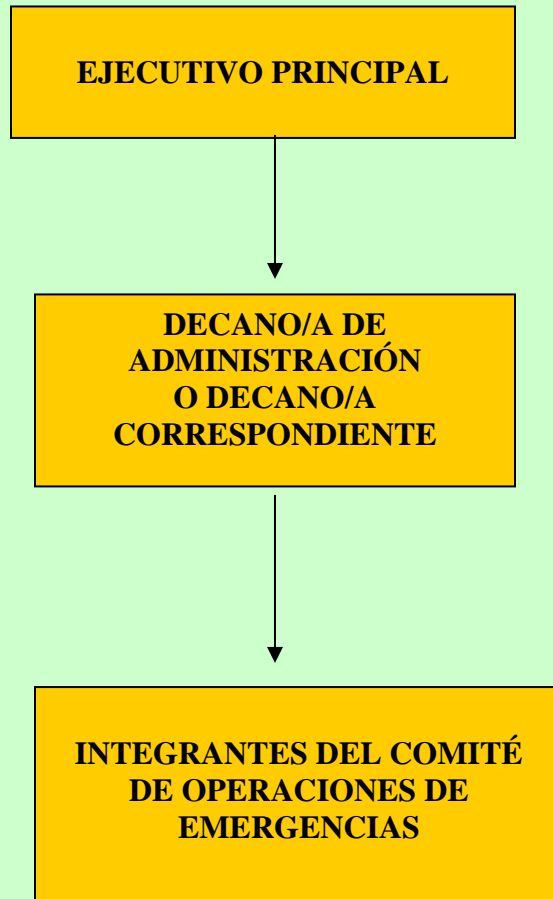 EJECUTIVO PRINCIPAL
DECANO/A DE
ADMINISTRACIÓN
O DECANO/A
CORRESPONDIENTE
INTEGRANTES DEL COMITÉ
DE OPERACIONES DE
EMERGENCIAS